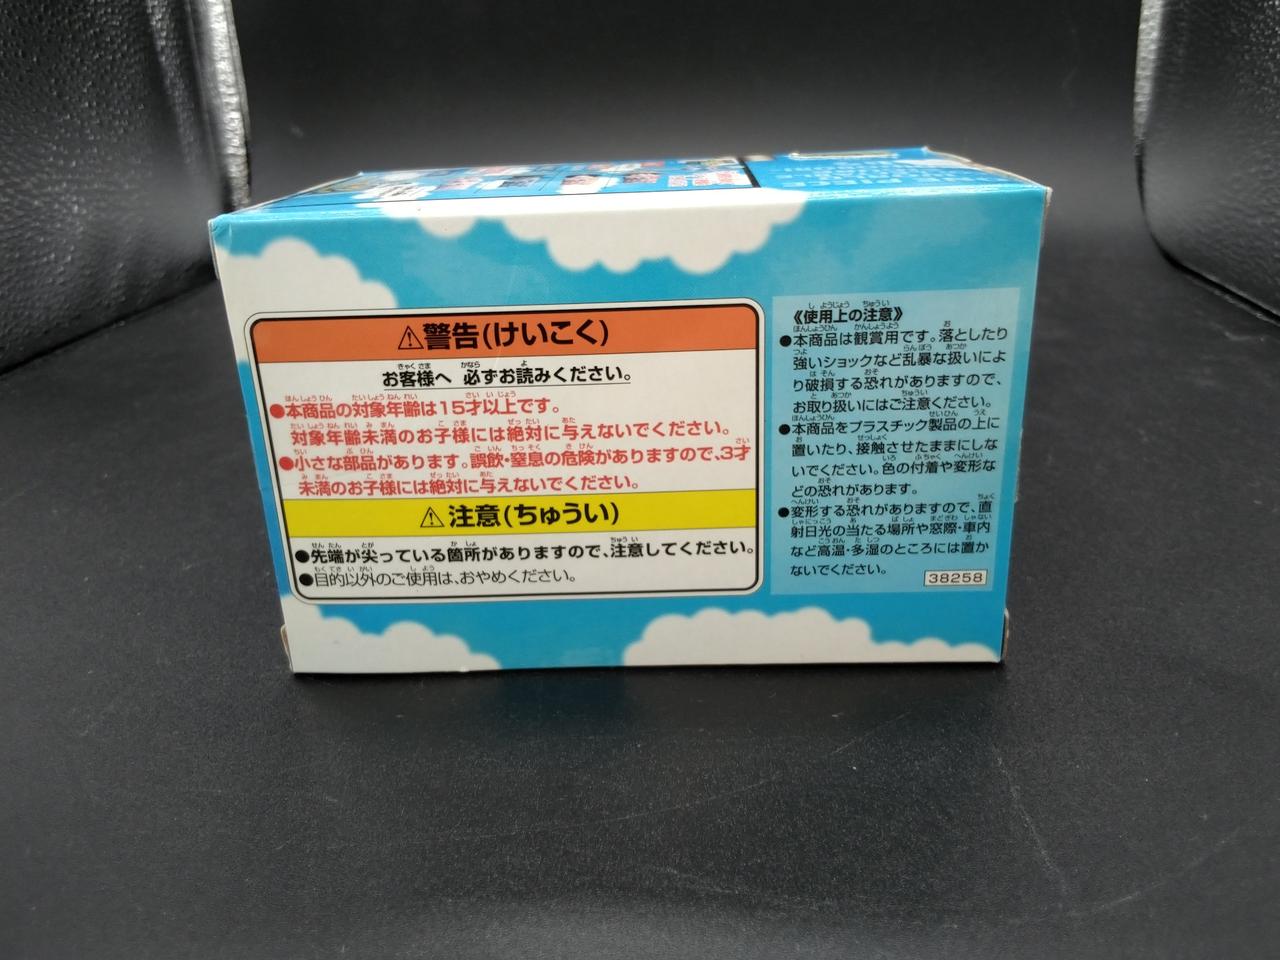 ⚠警告(けいこく)
お客様へ 必ずお読みください。
●本商品の対象年齢は15才以上です。
対象年齢未満のお子様には絶対に与えないでください。
●小さな部品があります。誤飲・窒息の危険がありますので、3才
未満のお子様には絶対に与えないでください。
⚠注意(ちゅうい)
●先端が尖っている箇所がありますので、注意してください。
●目的以外のご使用は、おやめください。
《使用上の注意》
●本商品は観賞用です。落としたり
強いショックなど乱暴な扱いによ
り破損する恐れがありますので、
お取り扱いにはご注意ください。
●本商品をプラスチック製品の上に
置いたり、接触させたままにしな
いでください。色の付着や変形な
どの恐れがあります。
●変形する恐れがありますので、直
射日光の当たる場所や窓際・車内
など高温・多湿のところには置か
ないでください。
38258